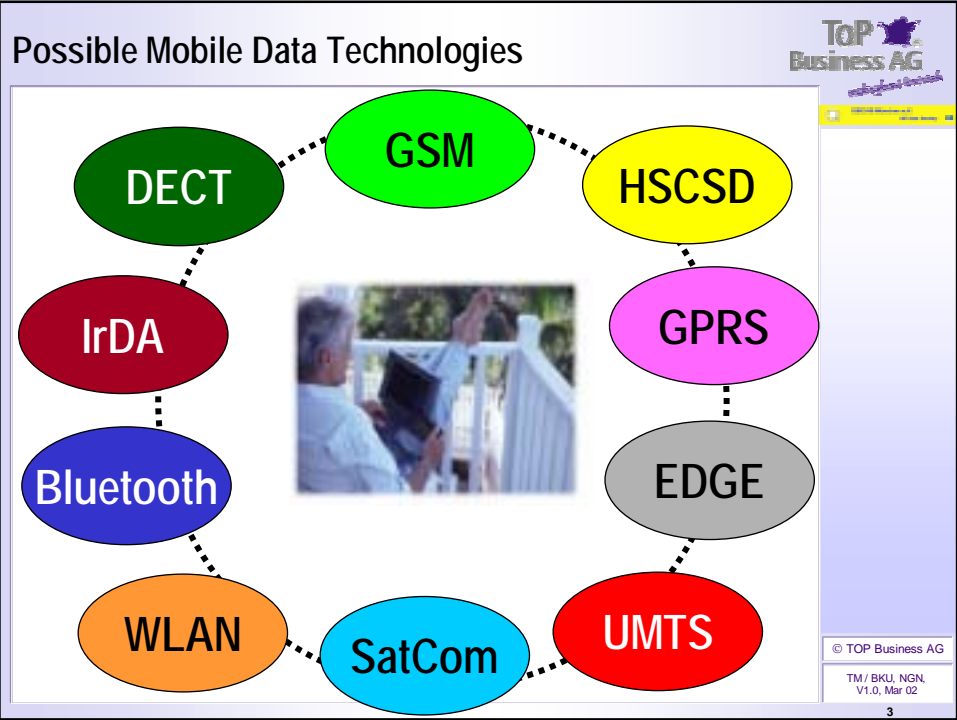 Possible Mobile Data Technologies
ToP
Business AG
GSM
DECT
HSCSD
IrDA
GPRS
Bluetooth
EDGE
WLAN
SatCom
UMTS
© TOP Business AG
TM / BKU, NGN,
V1.0, Mar 02
3